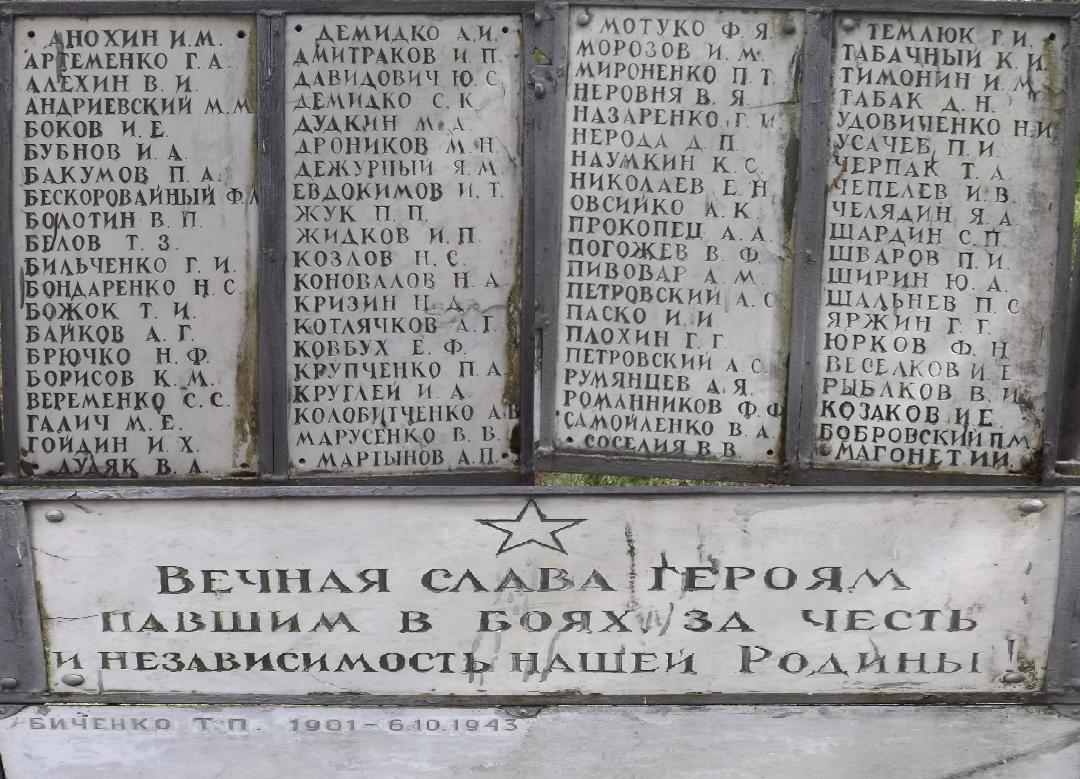 АНОХИН И.М.
АРТЕМЕНКО Г.А.
АЛЕХИН В.И.
АНДРИЕВСКИЙ М.М
БОКОВ И.Е.
БУБНОВ И.А.
БАКУМОВ П.А.
БЕСКОРОВАЙНЫЙ Ф.А
БОЛОТИН В.П.
БЕЛОВ Т.З.
БИЛЬЧЕНКО Г.И.
БОНДАРЕНКО Н.С.
БОЖОК Т.И.
БАЙКОВ А.Г.
БРЮЧКО Н.Ф.
БОРИСОВ К.М.
ВЕРЕМЕНКО С.С.
ГАЛИЧ М.Е.
ГОЙДИН И.Х.
ДУДЯК В.А.
ДЕМИДКО А.И.
ДМИТРАКОВ И.П.
ДАВИДОВИЧ Ю.С.
ДЕМИДКО С.К.
ДУДКИН М.А.
ДРОНИКОВ М.Н.
ДЕЖУРНЫЙ Я.М.
ЕВДОКИМОВ И.Т.
ЖУК П.П.
ЖИДКОВ И.П.
КОЗЛОВ Н.С.
КОНОВАЛОВ Н.А.
КРИЗИН Н.Д.
КОТЛЯЧКОВ А.Г.
КОВБУХ Е.Ф.
КРУПЧЕНКО П.А.
КРУГЛЕЙ И.А.
КОЛОБИТЧЕНКО Д.В
МАРУСЕНКО В.В.
МАРТЫНОВ А.П.
МОТУКО Ф.Я.
МОРОЗОВ И.М.
МИРОНЕНКО П.Т.
НЕРОВНЯ В.Я.
НАЗАРЕНКО Г.И
НЕРОДА Д.П.
НАУМКИН К.С.
НИКОЛАЕВ Е.Н.
ОВСИЙКО А.К.
ПРОКОПЕЦ А.А.
ПОГОЖЕВ В.Ф.
ПИВОВАР А.М.
ПЕТРОВСКИЙ А.С
ПАСКО И.И.
ПЛОХИН Г.Г.
ПЕТРОВСКИЙ А.С.
РУМЯНЦЕВ Д.Я.
РОМАННИКОВ Ф.Ф
САМОЙЛЕНКО В.А.
СОСЕДИЯ В.В.
ТЕМЛЮК Г.И.
ТАБАЧНЫЙ К.И.
ТИМОНИН И.М.
ТАБАК Д.Н.
УДОВИЧЕНКО Н.И
УСАЧЕВ П.И.
ЧЕРПАК Т.А.
ЧЕПЕЛЕВ И.В.
ЧЕЛЯДИН Я.А.
ШАРДИН С.П.
ШВАРОВ П.И.
ШИРИН Ю.А.
ШАЛЬНЕВ П.С
ЯРЖИН Г.Г.
ЮРКОВ Ф.Н
ВЕСЕЛКОВ И.Е.
РЫБАКОВ В.И
КОЗАКОВ И.Е
БОБРОВСКИЙ П.М
МАГОНЕТ И.И
ВЕЧНАЯ СЛАВА ГЕРОЯМ
ПАВШИМ В БОЯХ ЗА ЧЕСТЬ
И НЕЗАВИСИМОСТЬ НАШЕЙ РОДИНЫ!
БИЧЕНКО Т.П. 1901 – 6.10.1943